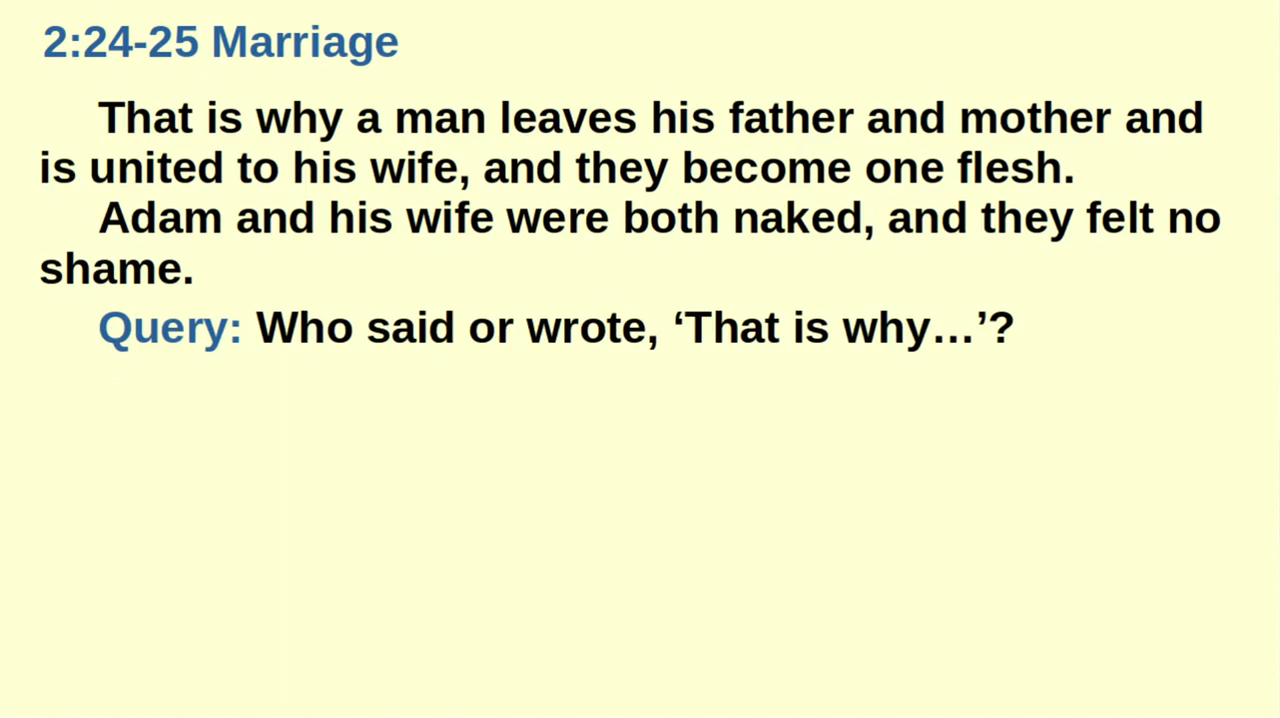 2:24-25 Marriage
That is why a man leaves his father and mother and
is united to his wife, and they become one flesh.
Adam and his wife were both naked, and they felt no
shame.
Query: Who said or wrote, ‘That is why…’?